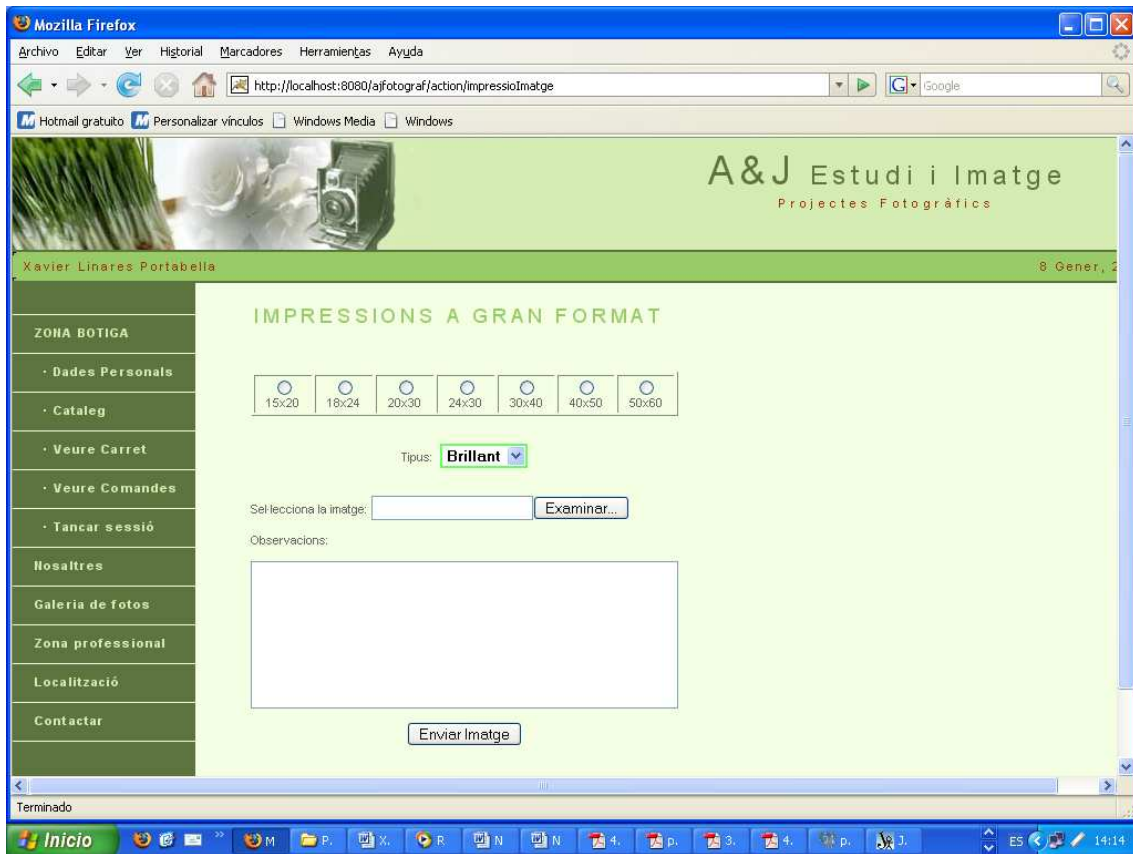 Mozilla Firefox
Archivo Editar Ver Historial Marcadores Herramientas Ayuda
http://localhost:8080/ajfotograf/action/impressioImatge
G Google
Hotmail gratuito Personalizar vínculos Windows Media Windows
A&J Estudi i Imatge
Projectes Fotogràfics
Xavier Linares Portabella 8 Gener, 2
IMPRESSIONS A GRAN FORMAT
ZONA BOTIGA
· Dades Personals
15x20 18x24 20x30 24x30 30x40 40x50 50x60
· Cataleg
· Veure Carret
Tipus: Brillant
· Veure Comandes
Sel·lecciona la imatge: Examinar...
· Tancar sessió
Observacions:
Nosaltres
Galeria de fotos
Zona professional
Localització
Contactar
Enviar Imatge
Terminado
Inicio M P. X. R N N 4. p. 3. 4. p. J. ES 14:14